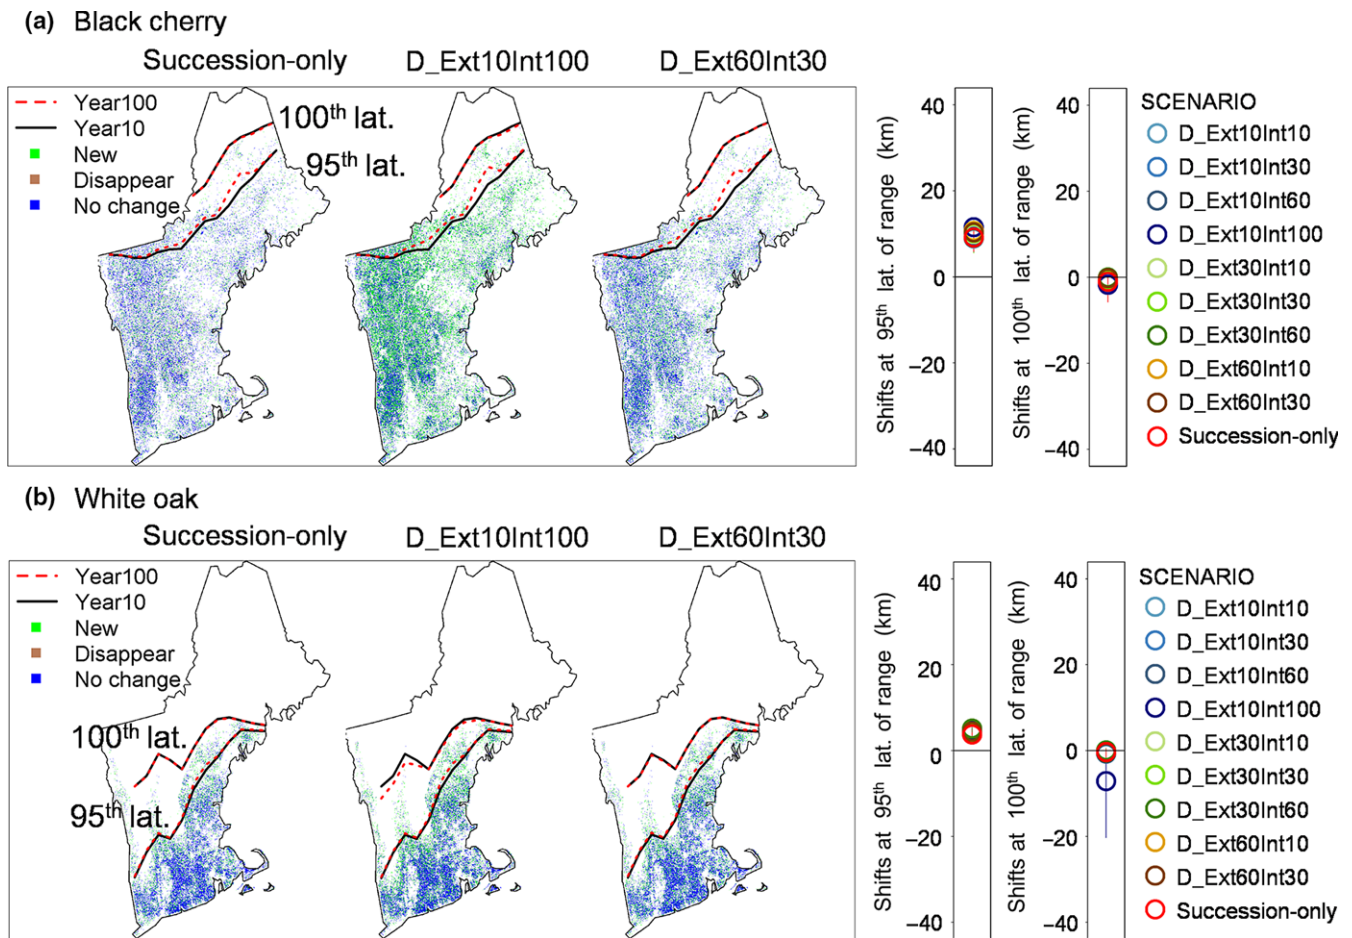 (a) Black cherry
Succession-only D_Ext10Int100 D_Ext60Int30
Year100
Year10
New
Disappear
No change
100th lat.
95th lat.
Shifts at 95th lat. of range (km)
40
20
0
−20
−40
Shifts at 100th lat. of range (km)
40
20
0
−20
−40
SCENARIO
D_Ext10Int10
D_Ext10Int30
D_Ext10Int60
D_Ext10Int100
D_Ext30Int10
D_Ext30Int30
D_Ext30Int60
D_Ext60Int10
D_Ext60Int30
Succession-only
(b) White oak
Succession-only D_Ext10Int100 D_Ext60Int30
Year100
Year10
New
Disappear
No change
100th lat.
95th lat.
Shifts at 95th lat. of range (km)
40
20
0
−20
−40
Shifts at 100th lat. of range (km)
40
20
0
−20
−40
SCENARIO
D_Ext10Int10
D_Ext10Int30
D_Ext10Int60
D_Ext10Int100
D_Ext30Int10
D_Ext30Int30
D_Ext30Int60
D_Ext60Int10
D_Ext60Int30
Succession-only